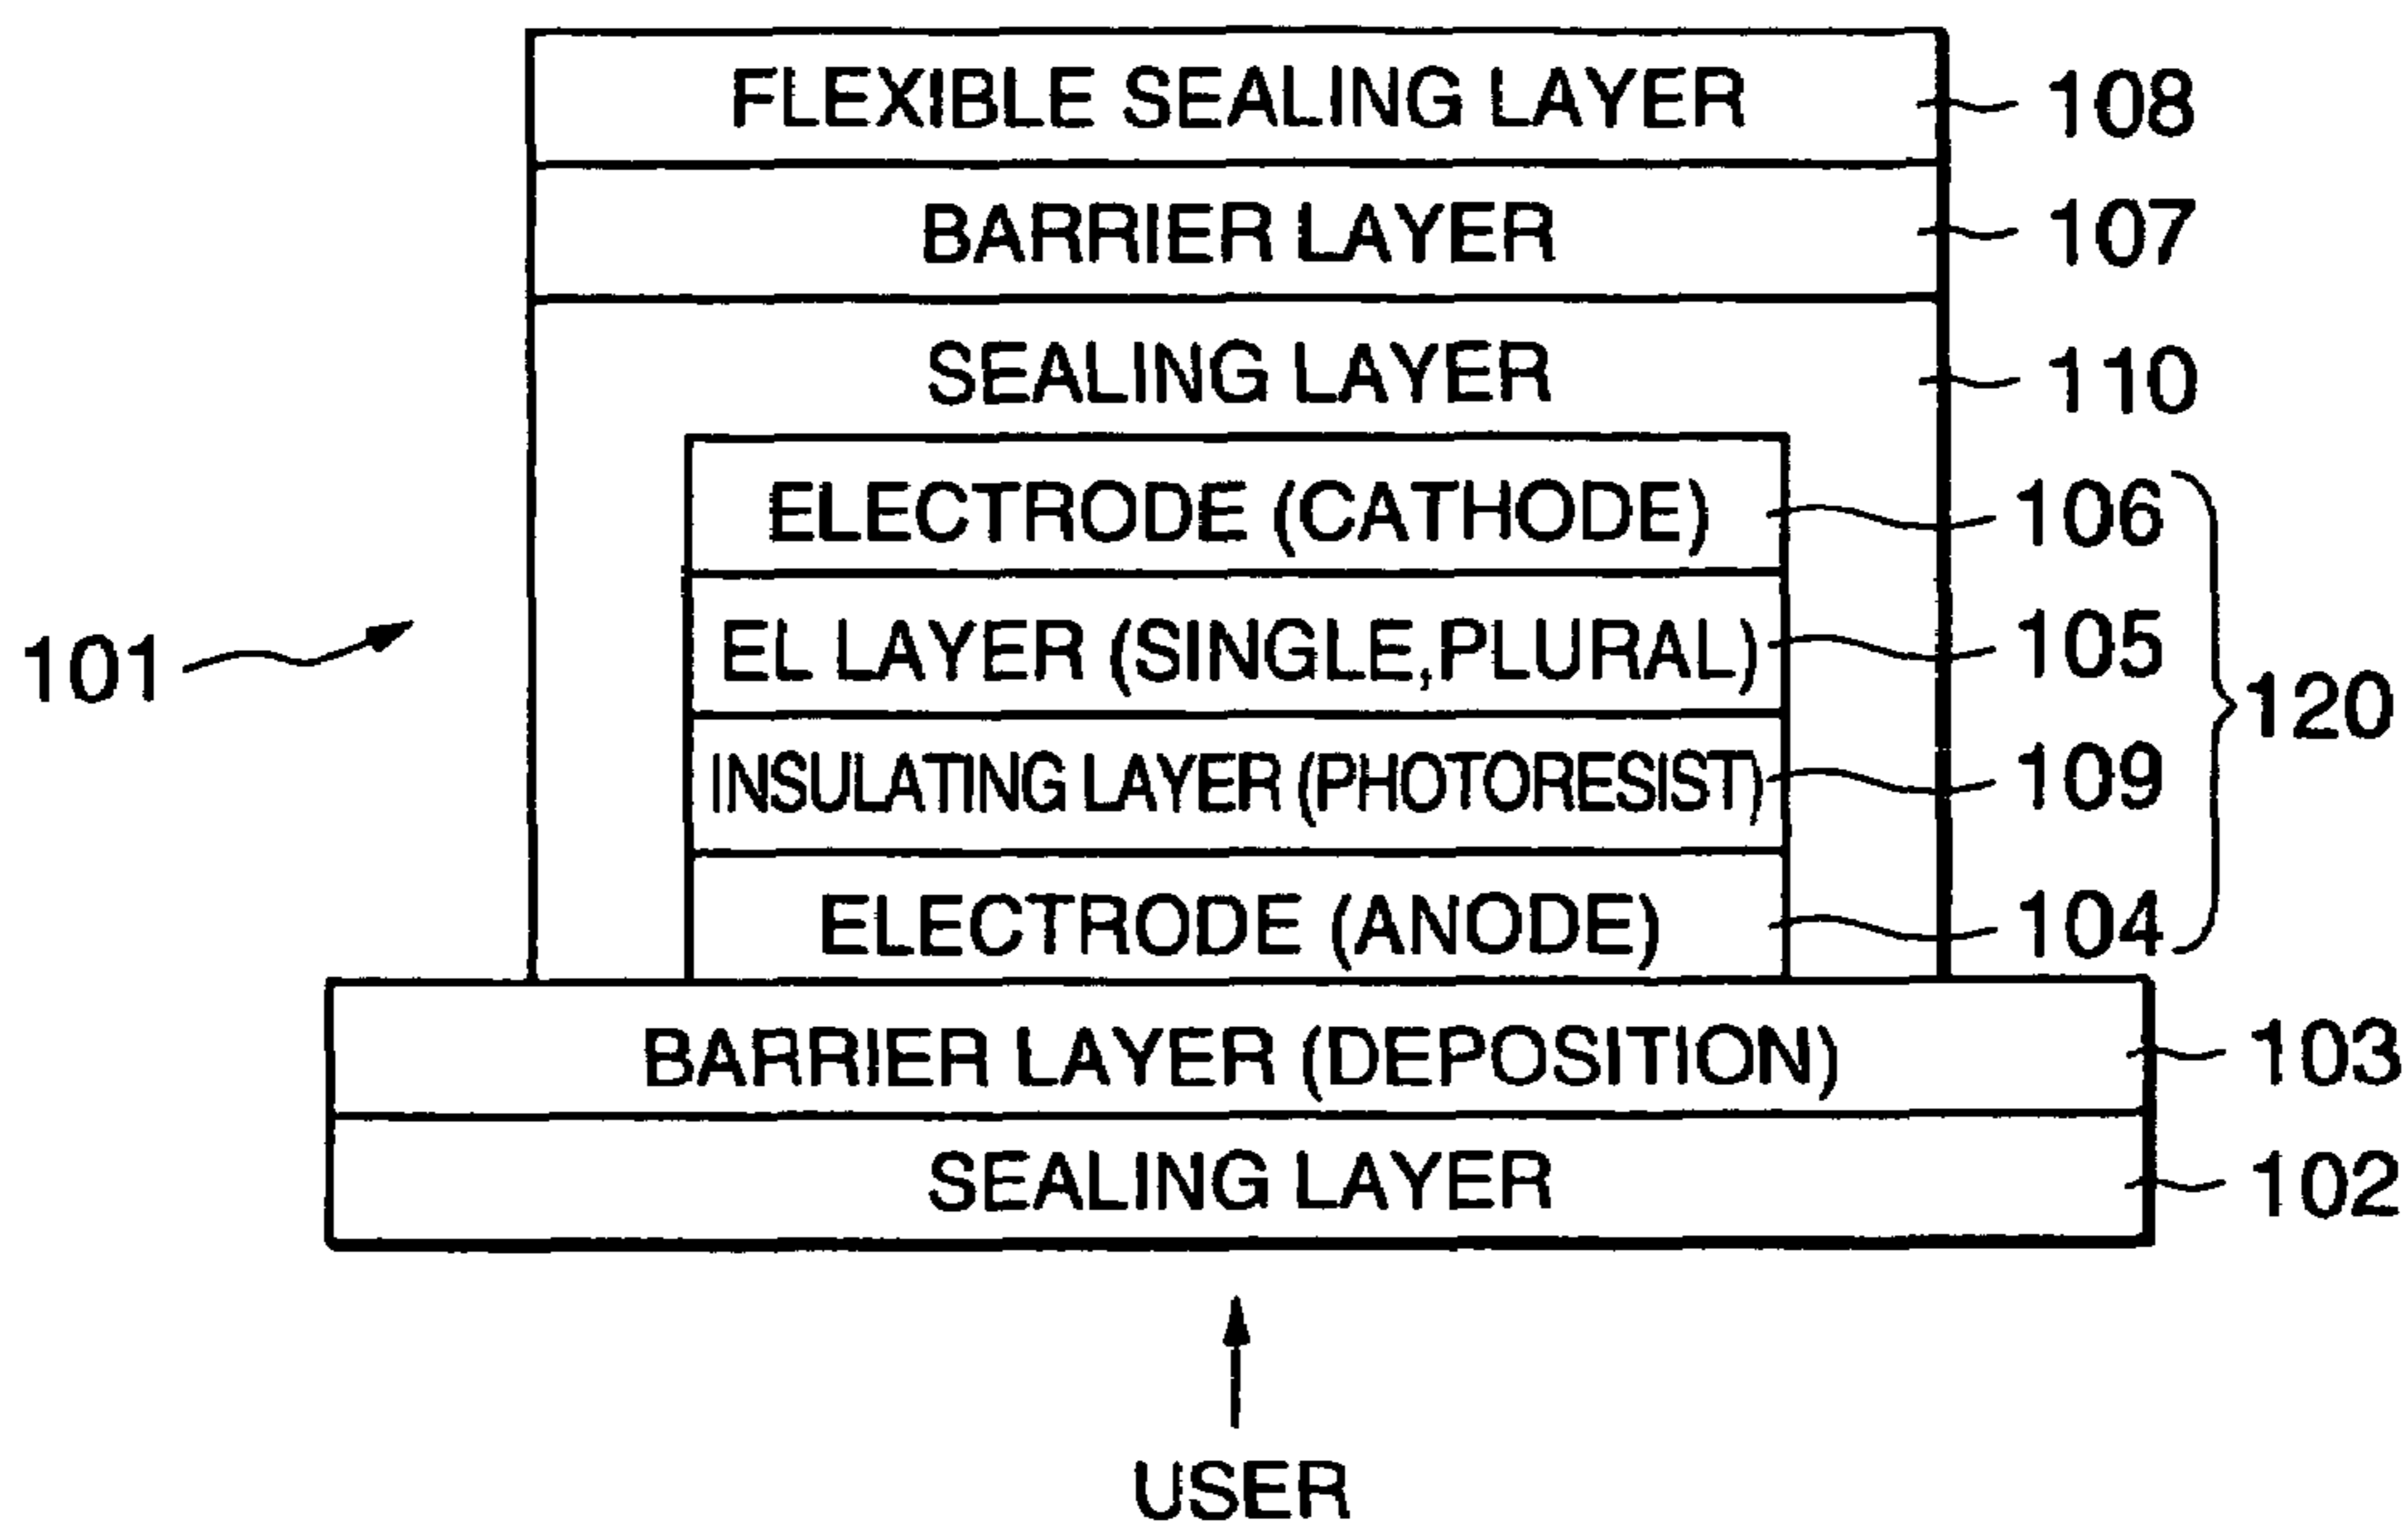 FLEXIBLE SEALING LAYER 108
BARRIER LAYER 107
SEALING LAYER 110
ELECTRODE (CATHODE) 106
EL LAYER (SINGLE,PLURAL) 105
101
120
INSULATING LAYER (PHOTORESIST) 109
ELECTRODE (ANODE) 104
BARRIER LAYER (DEPOSITION) 103
SEALING LAYER 102
USER